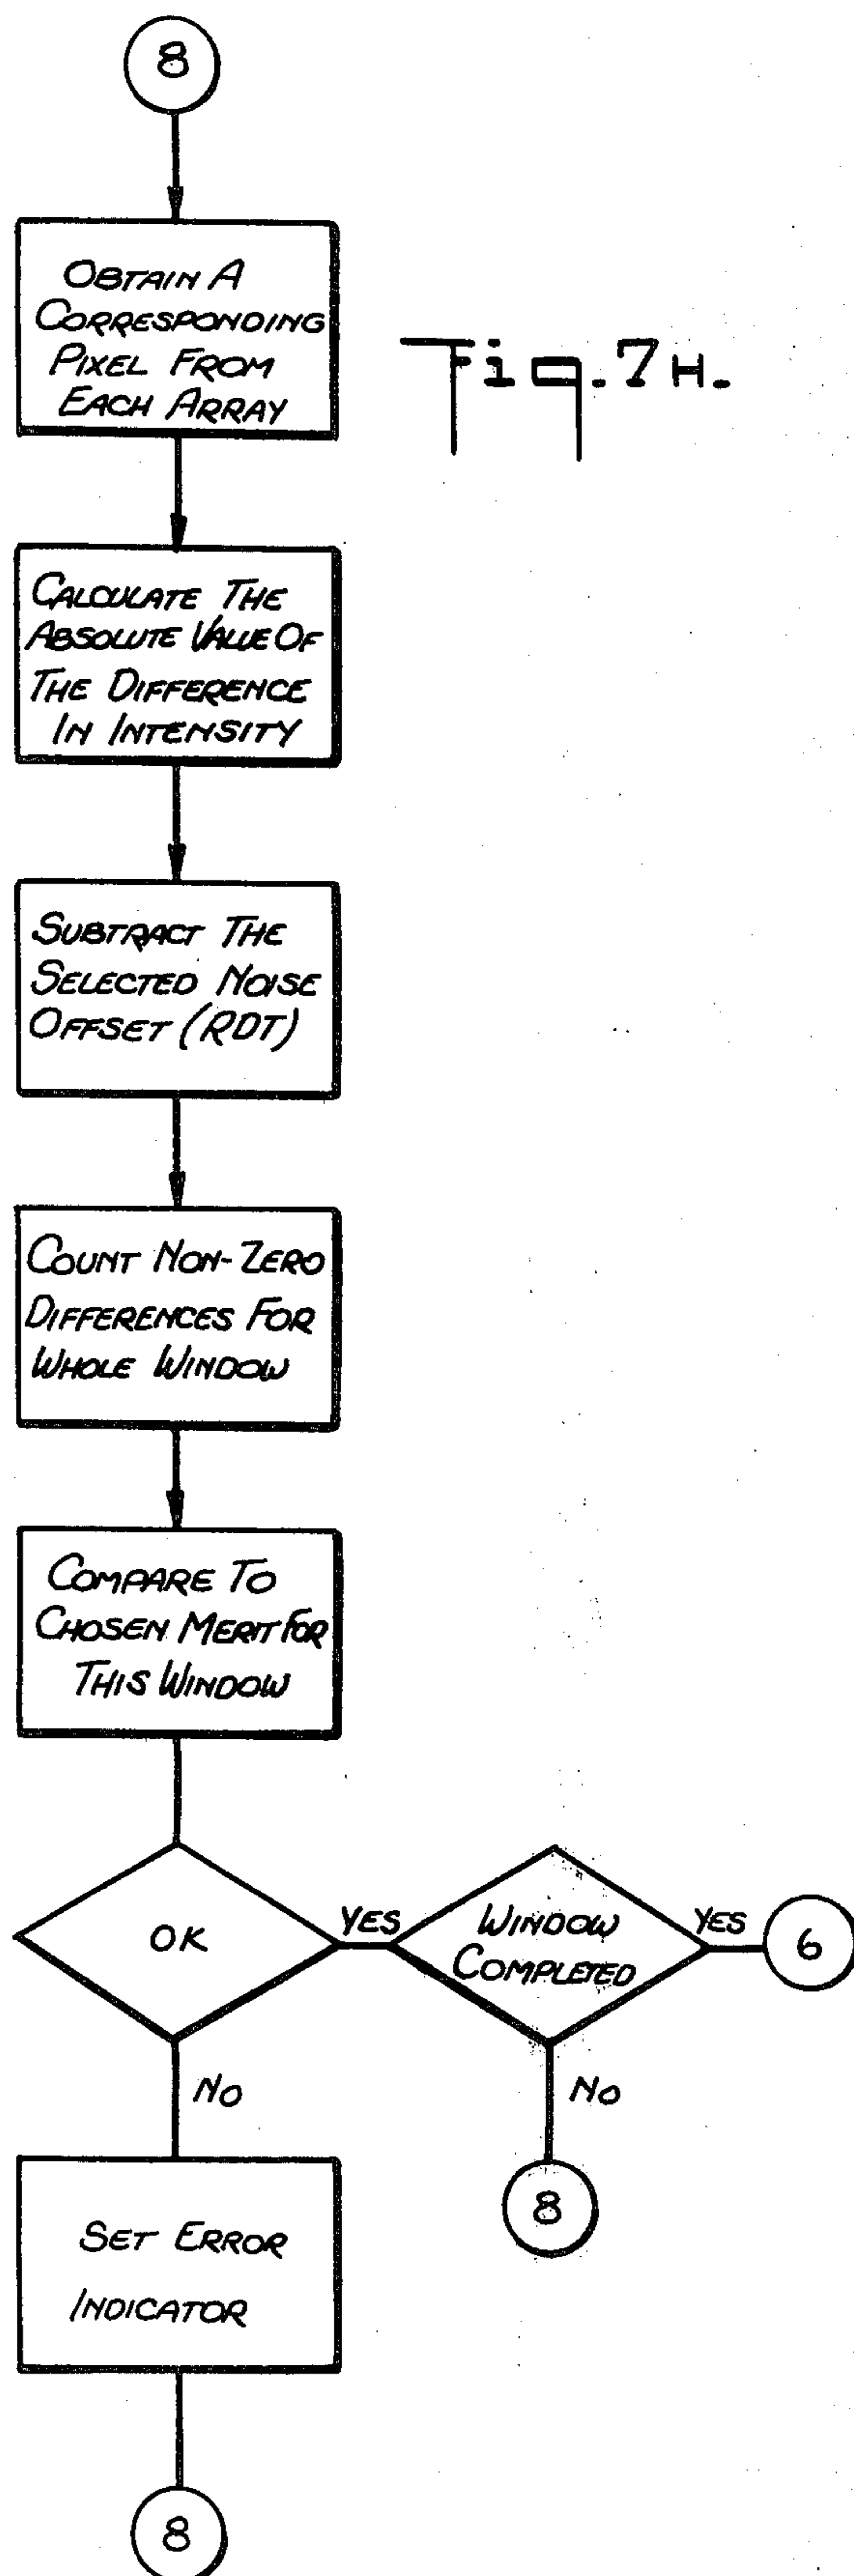 8
OBTAIN A
CORRESPONDING
PIXEL FROM
EACH ARRAY
Fig. 7H.
CALCULATE THE
ABSOLUTE VALUE OF
THE DIFFERENCE
IN INTENSITY
SUBTRACT THE
SELECTED NOISE
OFFSET (RDT)
COUNT NON-ZERO
DIFFERENCES FOR
WHOLE WINDOW
COMPARE TO
CHOSEN MERIT FOR
THIS WINDOW
OK
YES
WINDOW
COMPLETED
YES
6
NO
NO
8
SET ERROR
INDICATOR
8